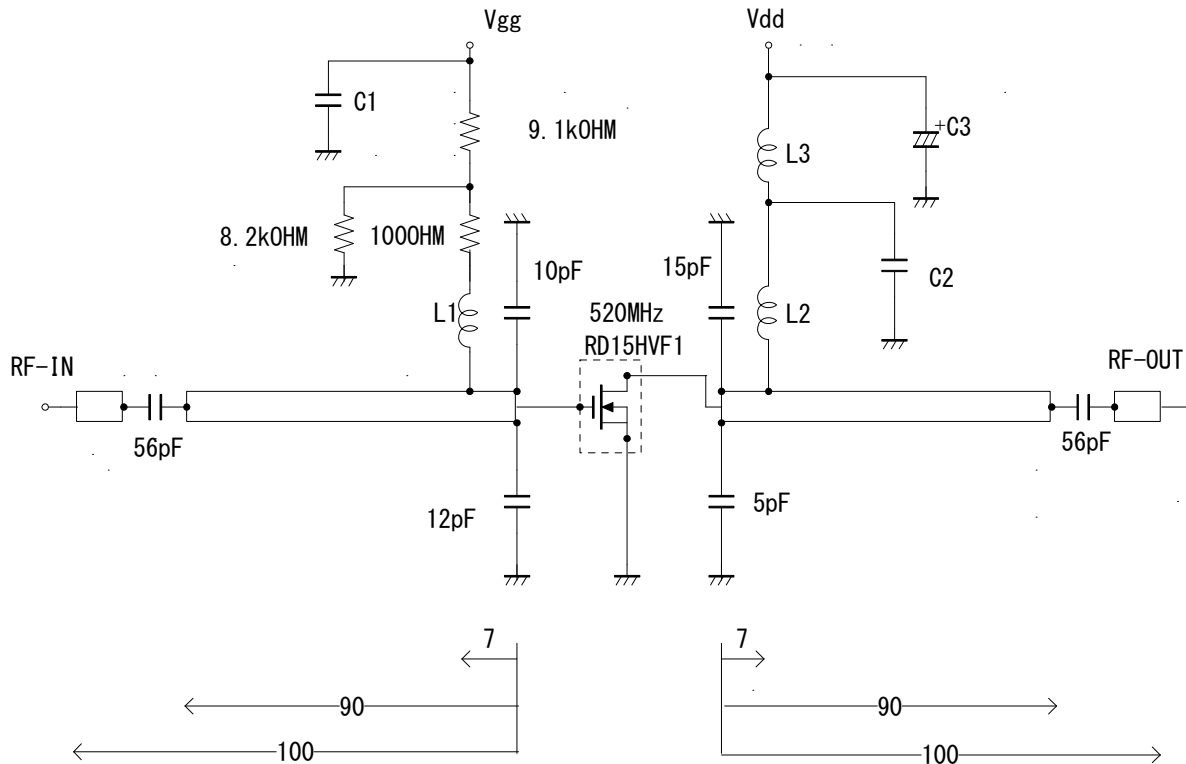 Vgg
Vdd
C1
9.1kOHM
+C3
L3
8.2kOHM
100OHM
10pF
15pF
C2
L1
520MHz
L2
RD15HVF1
RF-IN
RF-OUT
56pF
56pF
12pF
5pF
7
7
90
90
100
100